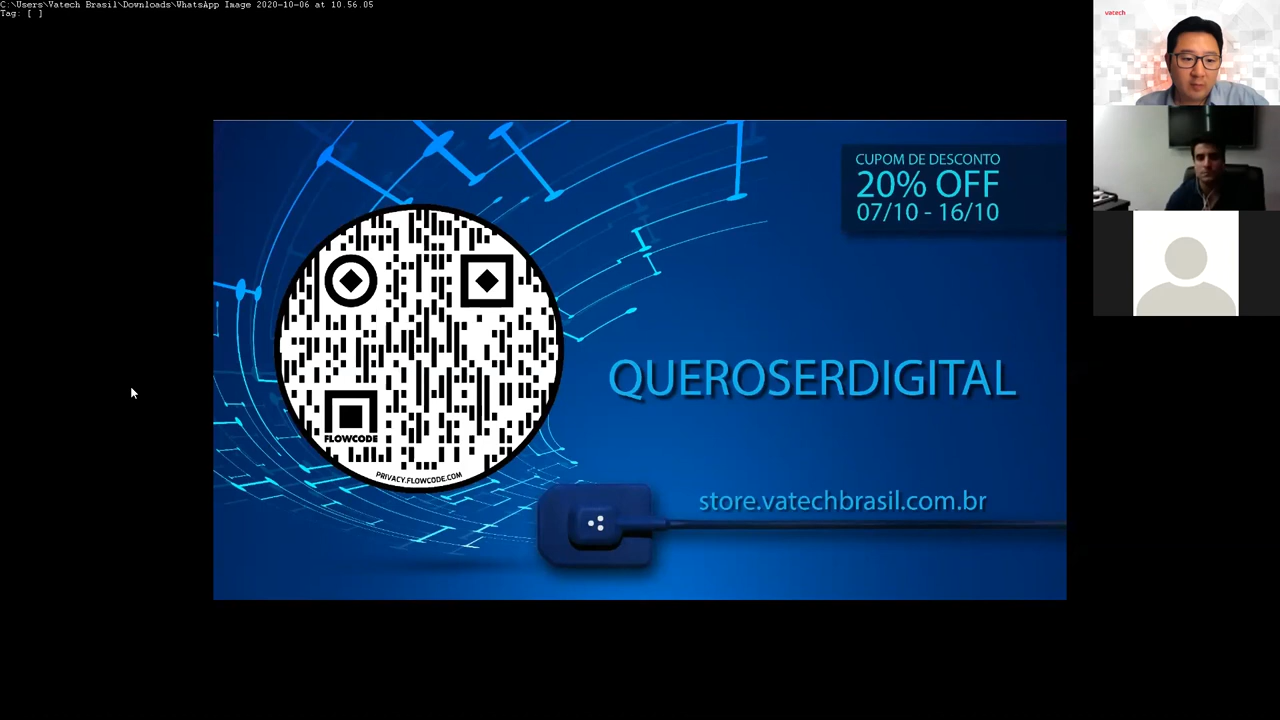 C:\Users\Vatech Brasil\Downloads\WhatsApp Image 2020-10-06 at 10.56.05
Tag: [ ]
vatech
CUPOM DE DESCONTO
20% OFF
07/10 - 16/10
QUEROSERDIGITAL
FLOWCODE
PRIVACY.FLOWCODE.COM
store.vatechbrasil.com.br